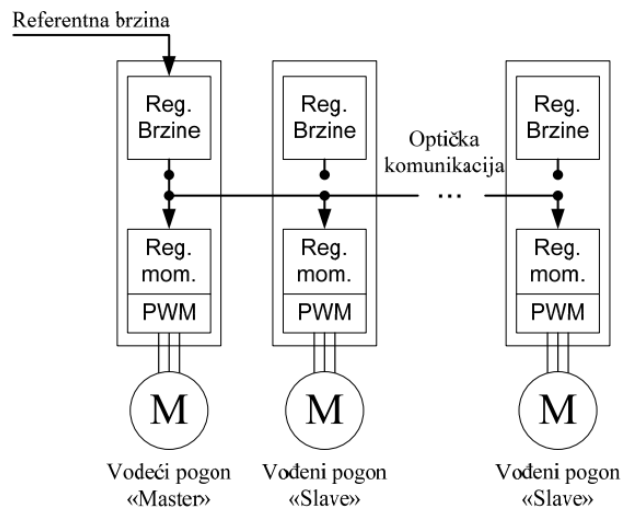 Referentna brzina
Reg.
Brzine
Reg.
Brzine
Reg.
Brzine
Optička
komunikacija
...
Reg.
mom.
PWM
Reg.
mom.
PWM
Reg.
mom.
PWM
M
M
M
Vodeći pogon
«Master»
Vođeni pogon
«Slave»
Vođeni pogon
«Slave»